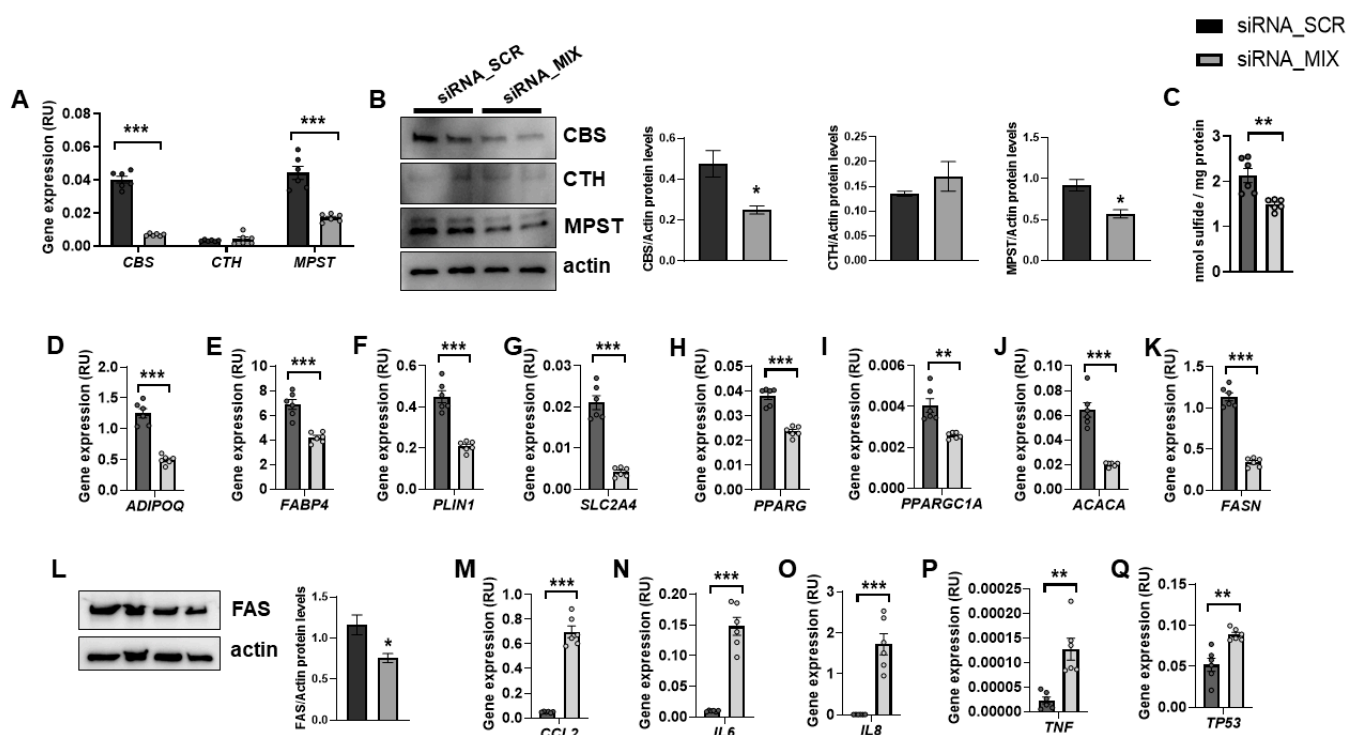 siRNA_SCR
siRNA_MIX
A
Gene expression (RU)
0.08
0.06
0.04
0.02
0.00
***
***
CBS
CTH
MPST
B
siRNA_SCR
siRNA_MIX
CBS
CTH
MPST
actin
CBS/Actin protein levels
0.6
0.4
0.2
0.0
*
CTH/Actin protein levels
0.25
0.20
0.15
0.10
0.05
0.00
MPST/Actin protein levels
1.5
1.0
0.5
0.0
*
C
nmol sulfide / mg protein
3
2
1
0
**
D
Gene expression (RU)
2.0
1.5
1.0
0.5
0.0
***
ADIPOQ
E
Gene expression (RU)
10
8
6
4
2
0
***
FABP4
F
Gene expression (RU)
0.6
0.4
0.2
0.0
***
PLIN1
G
Gene expression (RU)
0.03
0.02
0.01
0.00
***
SLC2A4
H
Gene expression (RU)
0.05
0.04
0.03
0.02
0.01
0.00
***
PPARG
I
Gene expression (RU)
0.006
0.004
0.002
0.000
**
PPARGC1A
J
Gene expression (RU)
0.10
0.08
0.06
0.04
0.02
0.00
***
ACACA
K
Gene expression (RU)
1.5
1.0
0.5
0.0
***
FASN
L
FAS
actin
FAS/Actin protein levels
1.5
1.0
0.5
0.0
*
M
Gene expression (RU)
1.0
0.8
0.6
0.4
0.2
0.0
***
CCL2
N
Gene expression (RU)
0.20
0.15
0.10
0.05
0.00
***
IL6
O
Gene expression (RU)
3
2
1
0
***
IL8
P
Gene expression (RU)
0.00025
0.00020
0.00015
0.00010
0.00005
0.00000
**
TNF
Q
Gene expression (RU)
0.15
0.10
0.05
0.00
**
TP53